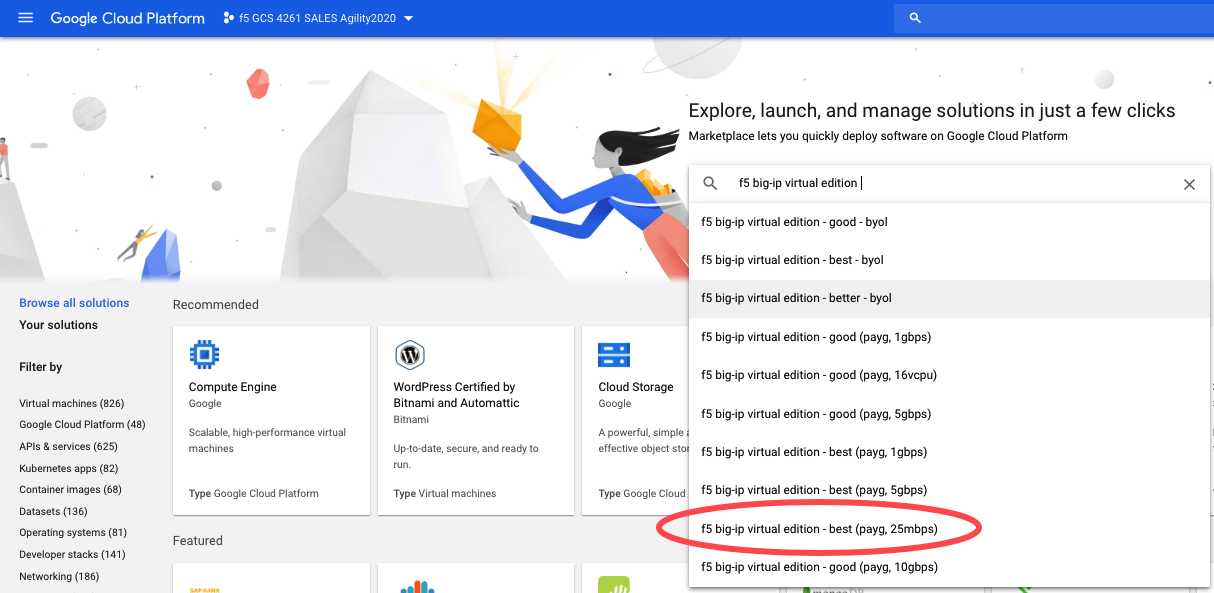 Google Cloud Platform
f5 GCS 4261 SALES Agility2020
Explore, launch, and manage solutions in just a few clicks
Marketplace lets you quickly deploy software on Google Cloud Platform
f5 big-ip virtual edition
f5 big-ip virtual edition - good - byol
f5 big-ip virtual edition - best - byol
f5 big-ip virtual edition - better - byol
f5 big-ip virtual edition - good (payg, 1gbps)
f5 big-ip virtual edition - good (payg, 16vcpu)
f5 big-ip virtual edition - good (payg, 5gbps)
f5 big-ip virtual edition - best (payg, 1gbps)
f5 big-ip virtual edition - best (payg, 5gbps)
f5 big-ip virtual edition - best (payg, 25mbps)
f5 big-ip virtual edition - good (payg, 10gbps)
Browse all solutions
Your solutions
Filter by
Virtual machines (826)
Google Cloud Platform (48)
APIs & services (625)
Kubernetes apps (82)
Container images (68)
Datasets (136)
Operating systems (81)
Developer stacks (141)
Networking (186)
Recommended
Compute Engine
Google
Scalable, high-performance virtual
machines
Type Google Cloud Platform
WordPress Certified by
Bitnami and Automattic
Bitnami
Up-to-date, secure, and ready to
run.
Type Virtual machines
Cloud Storage
Google
A powerful, simple
effective object
Type Google Cloud
Featured